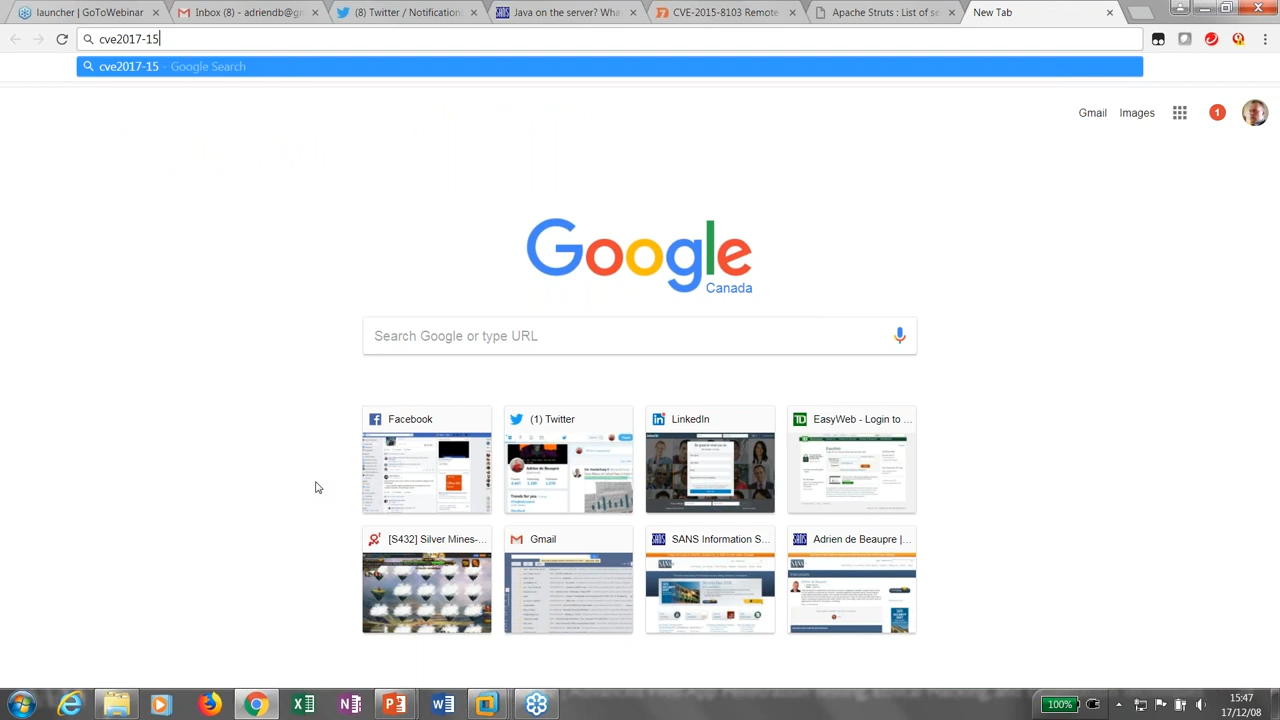 launcher | GoToWebinar
Inbox (8) - adriendb@gm
(8) Twitter / Notification
Java on the server? Wha
CVE-2015-8103 Remote
Apache Struts : List of se
New Tab
cve2017-15
cve2017-15 - Google Search
Gmail
Images
1
Google
Canada
Search Google or type URL
Facebook
(1) Twitter
LinkedIn
EasyWeb - Login to ...
[S432] Silver Mines-...
Gmail
SANS Information S...
Adrien de Beaupre |...
100%
15:47
17/12/08